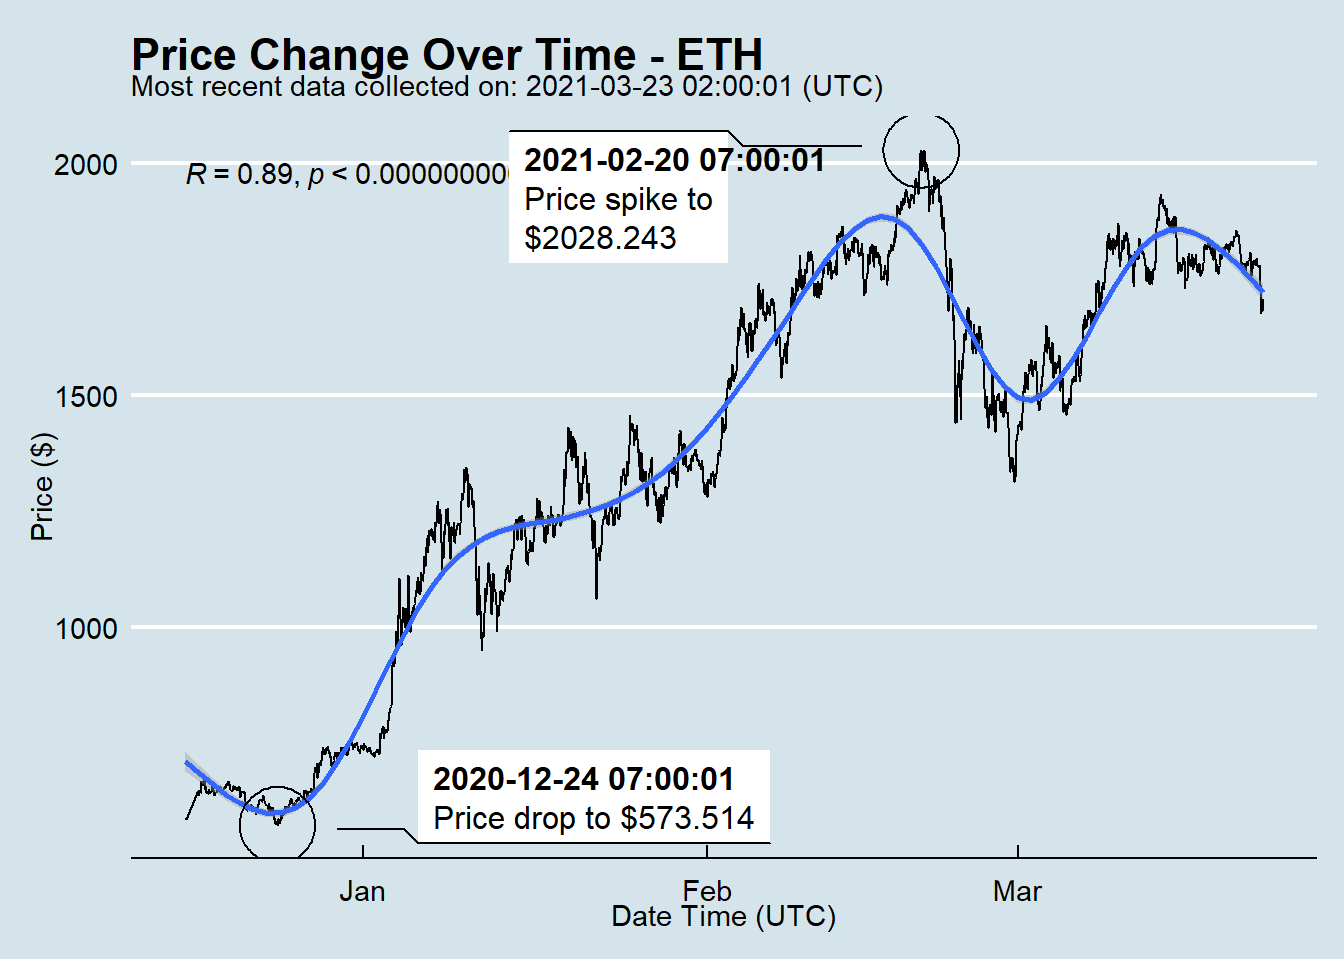 Price Change Over Time - ETH
Most recent data collected on: 2021-03-23 02:00:01 (UTC)
R = 0.89, p < 0.000000000
2021-02-20 07:00:01
Price spike to
$2028.243
2000
1500
1000
Price ($)
2020-12-24 07:00:01
Price drop to $573.514
Jan
Feb
Mar
Date Time (UTC)